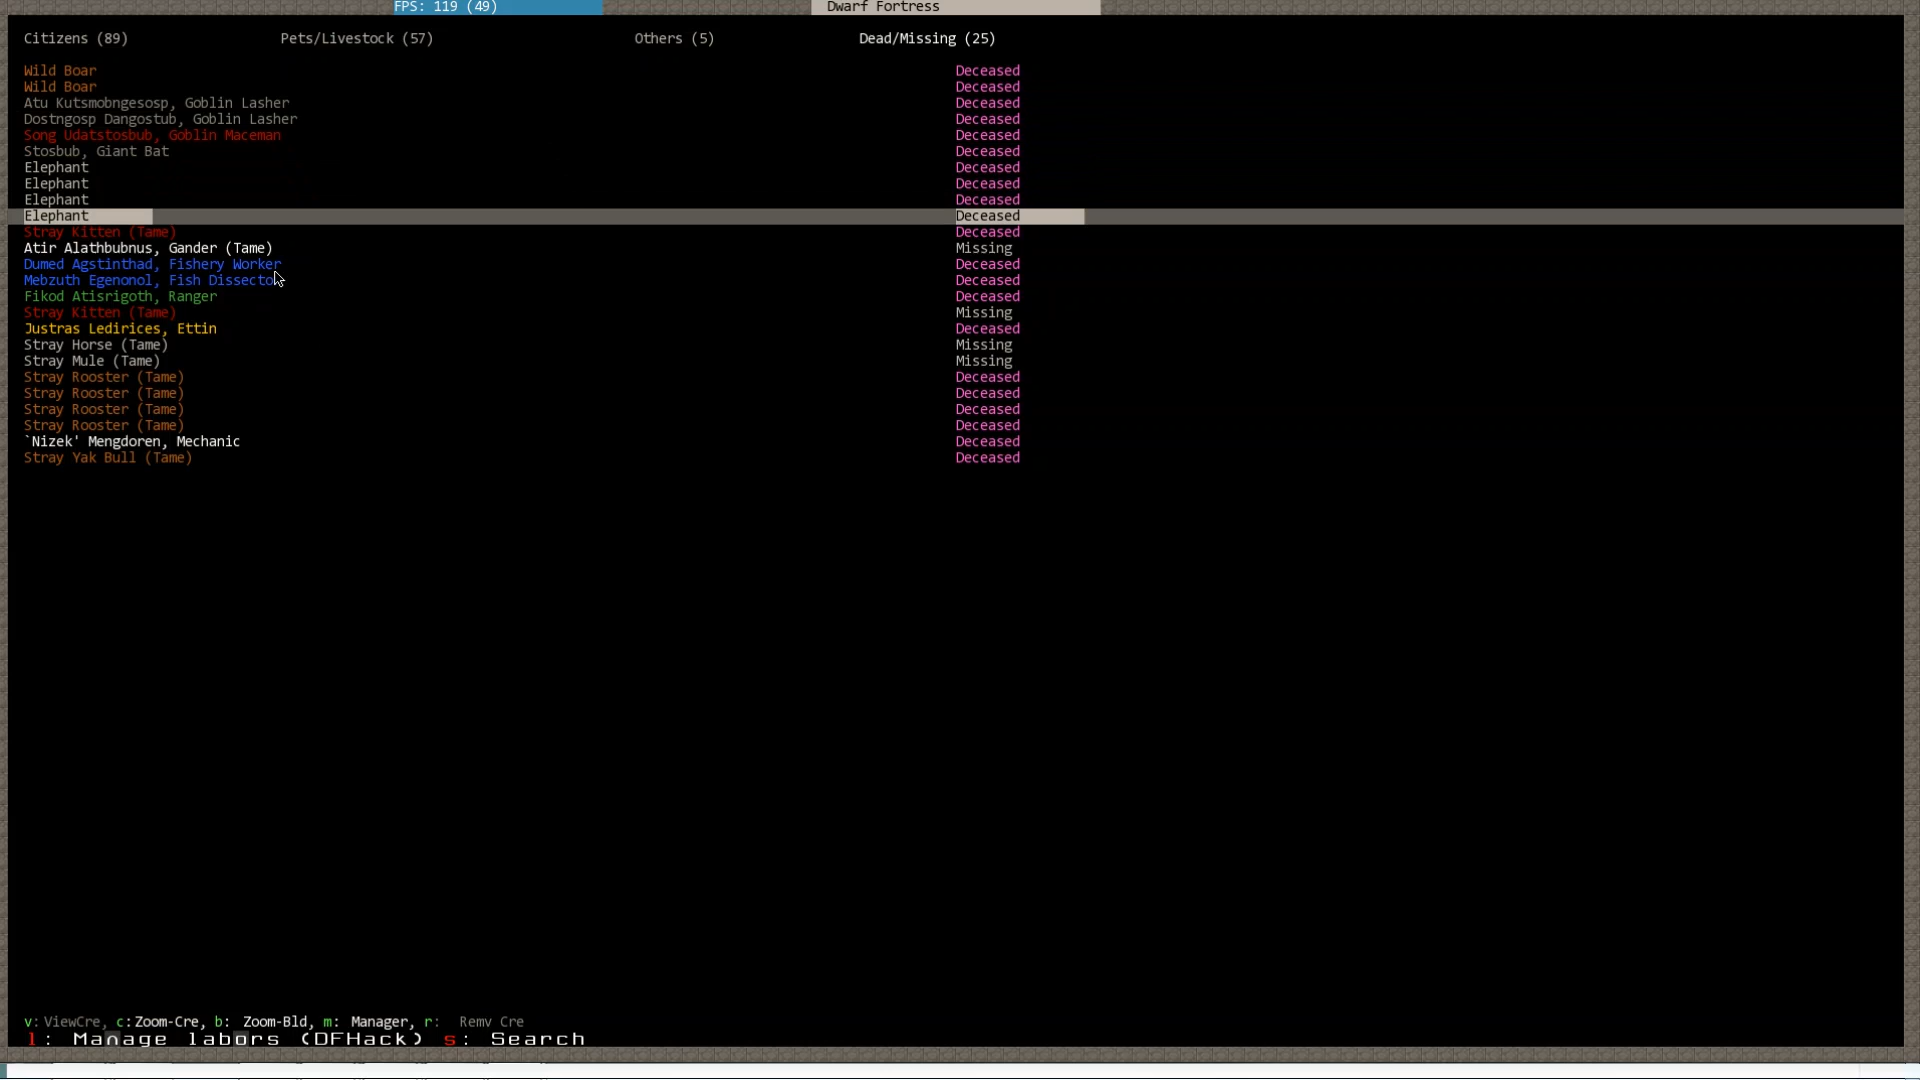 FPS: 119 (49) Dwarf Fortress
Citizens (89) Pets/Livestock (57) Others (5) Dead/Missing (25)
Wild Boar Deceased
Wild Boar Deceased
Atu Kutsmobngesosp, Goblin Lasher Deceased
Dostngosp Dangostub, Goblin Lasher Deceased
Song Udatstosbub, Goblin Maceman Deceased
Stosbub, Giant Bat Deceased
Elephant Deceased
Elephant Deceased
Elephant Deceased
Elephant Deceased
Stray Kitten (Tame) Deceased
Atir Alathbubnus, Gander (Tame) Missing
Dumed Agstinthad, Fishery Worker Deceased
Mebzuth Egenonol, Fish Dissector Deceased
Fikod Atisrigoth, Ranger Deceased
Stray Kitten (Tame) Missing
Justras Ledirices, Ettin Deceased
Stray Horse (Tame) Missing
Stray Mule (Tame) Missing
Stray Rooster (Tame) Deceased
Stray Rooster (Tame) Deceased
Stray Rooster (Tame) Deceased
Stray Rooster (Tame) Deceased
`Nizek' Mengdoren, Mechanic Deceased
Stray Yak Bull (Tame) Deceased
v: ViewCre, c:Zoom-Cre, b: Zoom-Bld, m: Manager, r: Remv Cre
l: Manage labors (DFHack) s: Search